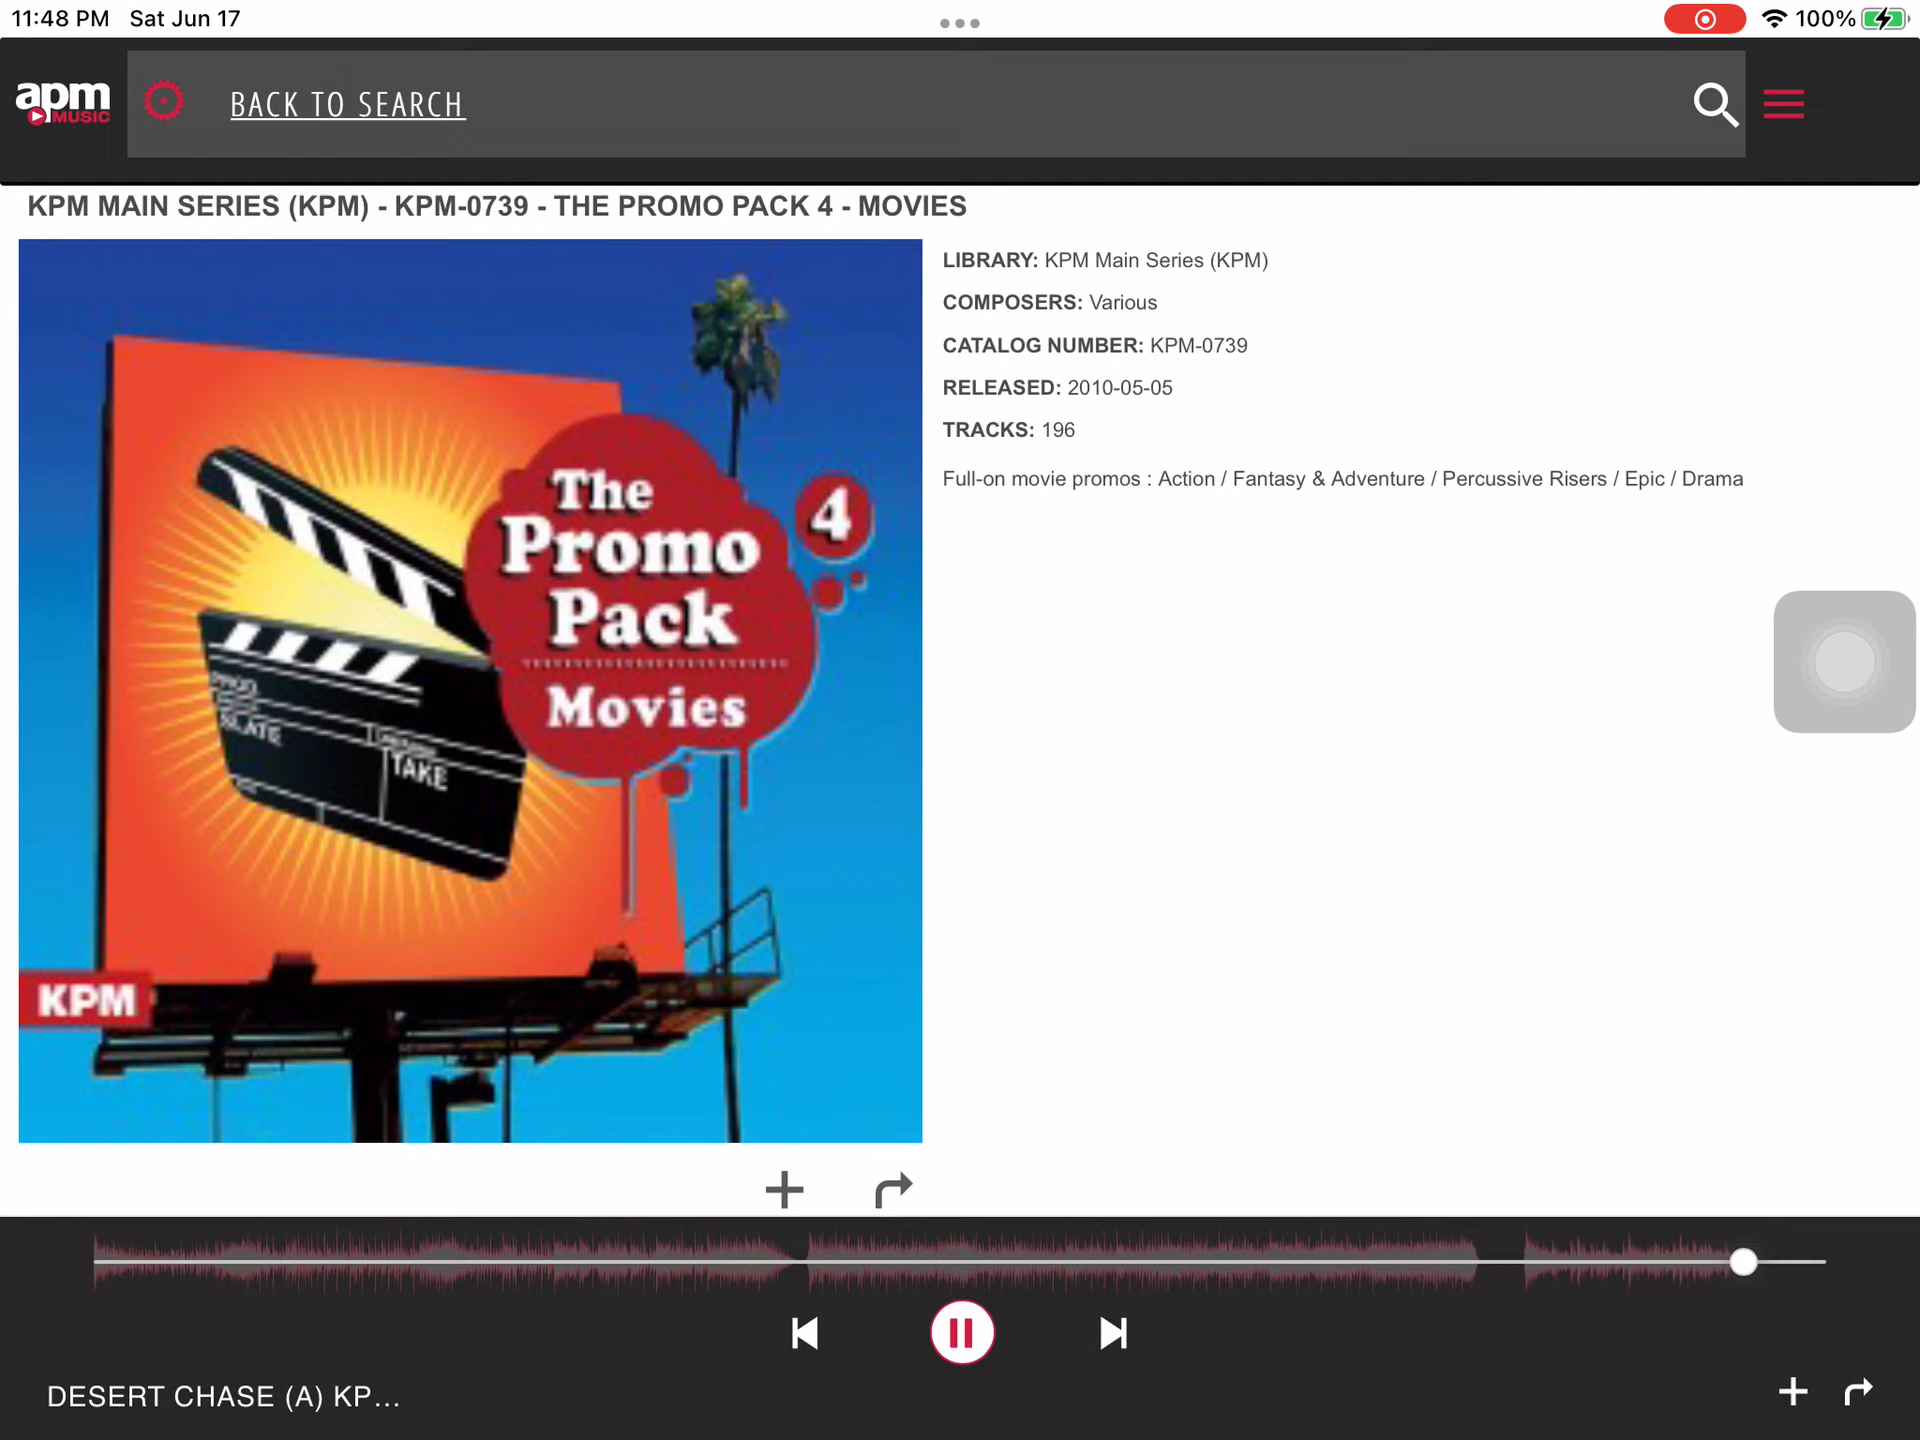 11:48 PM Sat Jun 17
100%
apm
MUSIC
BACK TO SEARCH
KPM MAIN SERIES (KPM) - KPM-0739 - THE PROMO PACK 4 - MOVIES
The
Promo
Pack
Movies
4
PROD
SLATE
TAKE
KPM
LIBRARY: KPM Main Series (KPM)
COMPOSERS: Various
CATALOG NUMBER: KPM-0739
RELEASED: 2010-05-05
TRACKS: 196
Full-on movie promos : Action / Fantasy & Adventure / Percussive Risers / Epic / Drama
DESERT CHASE (A) KP...